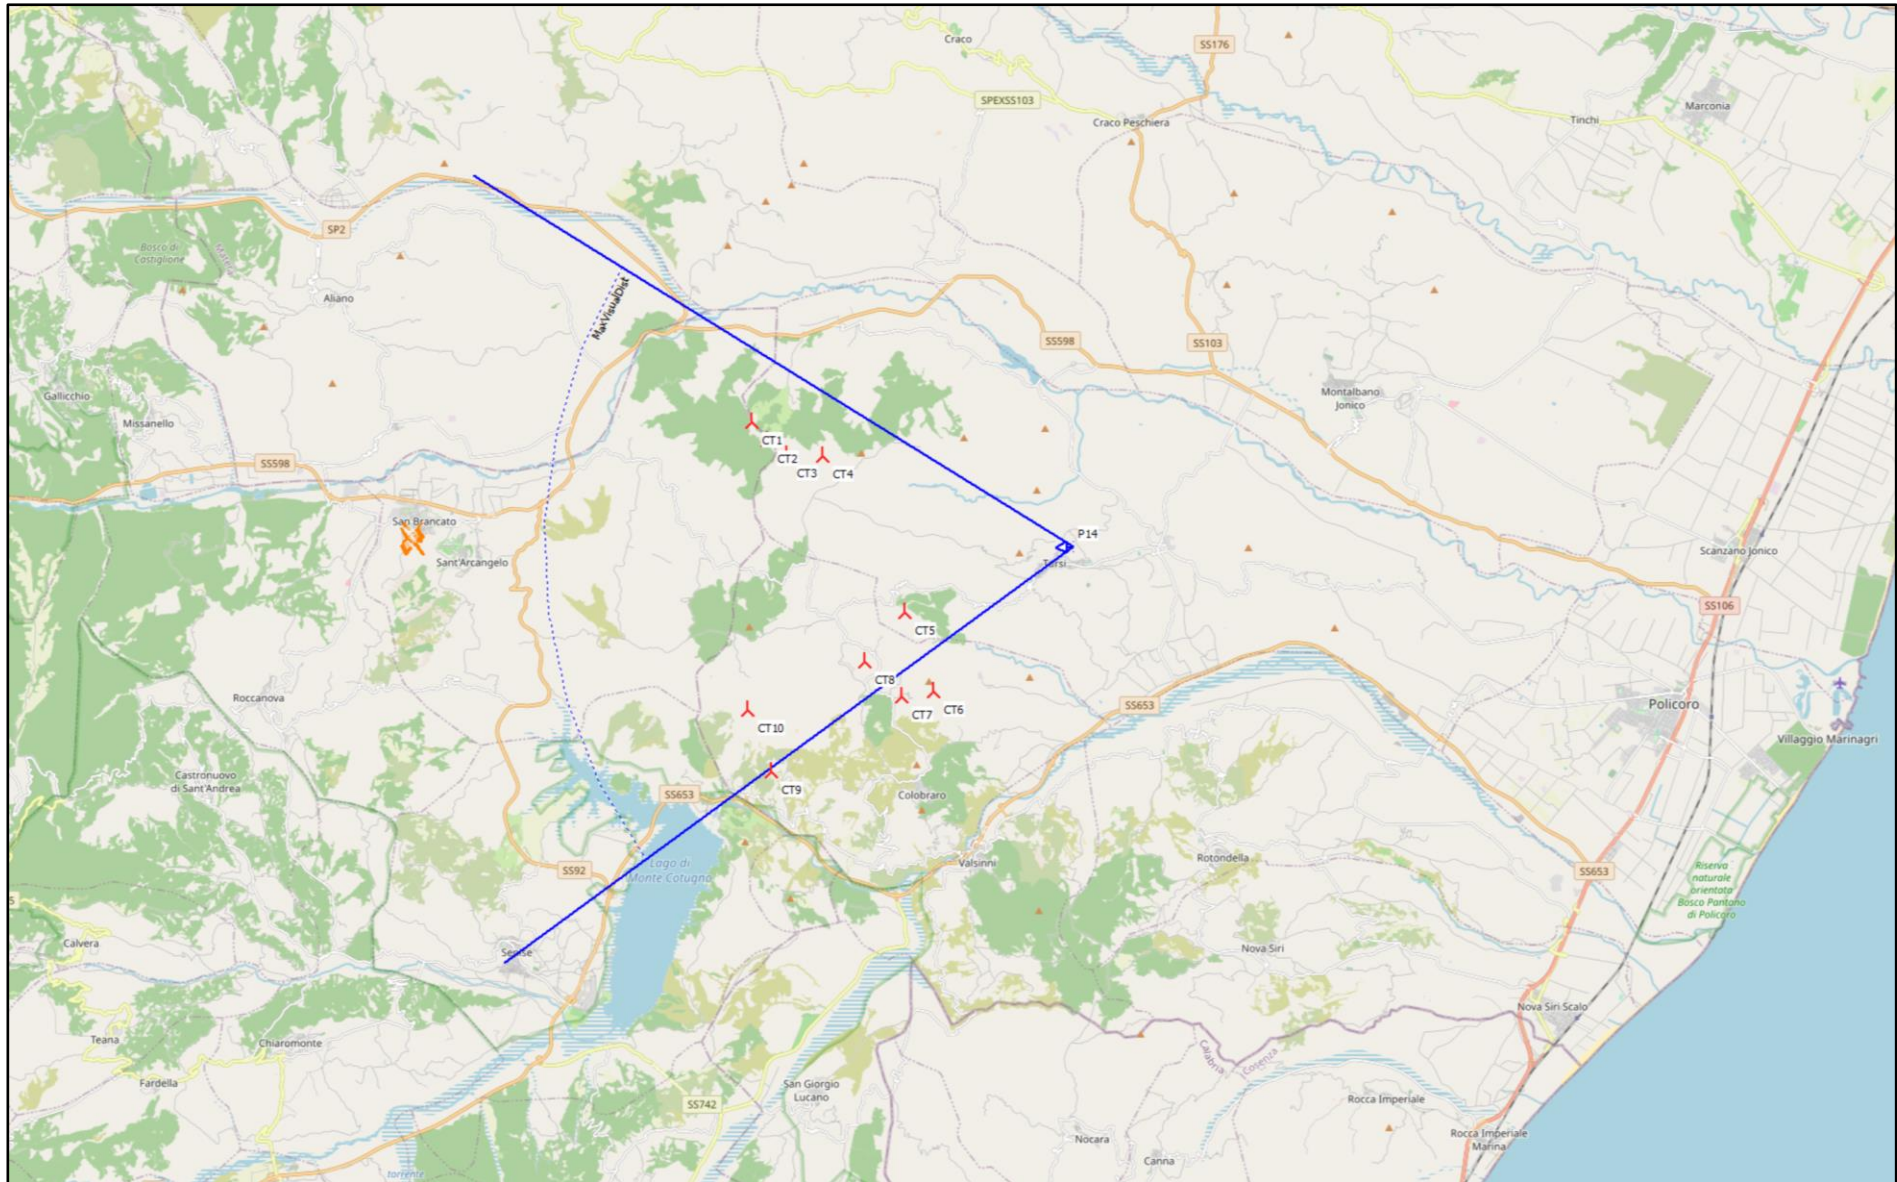 Craco
SS176
SPEXSS103
Marconia
Craco Peschiera
Tinchi
SP2
Bosco di
Castiglione
Matera
Aliano
MaxVisualDist
SS598
SS103
Gallicchio
Missanello
Montalbano
Jonico
CT1
CT2
CT3
CT4
SS598
San Brancato
Sant'Arcangelo
P14
Tursi
Scanzano Jonico
SS106
CT5
CT8
CT7
CT6
CT10
Roccanova
SS653
Policoro
Villaggio Marinagri
Castronuovo
di Sant'Andrea
SS653
CT9
Colobraro
Valsinni
Rotondella
SS92
Lago di
Monte Cotugno
SS653
Riserva
naturale
orientata
Bosco Pantano
di Policoro
5
Calvera
Senise
Nova Siri
Nova Siri Scalo
Teana
Chiaromonte
Calabria
Cosenza
Fardella
San Giorgio
Lucano
SS742
Rocca Imperiale
Nocara
Canna
Rocca Imperiale
Marina
torrente